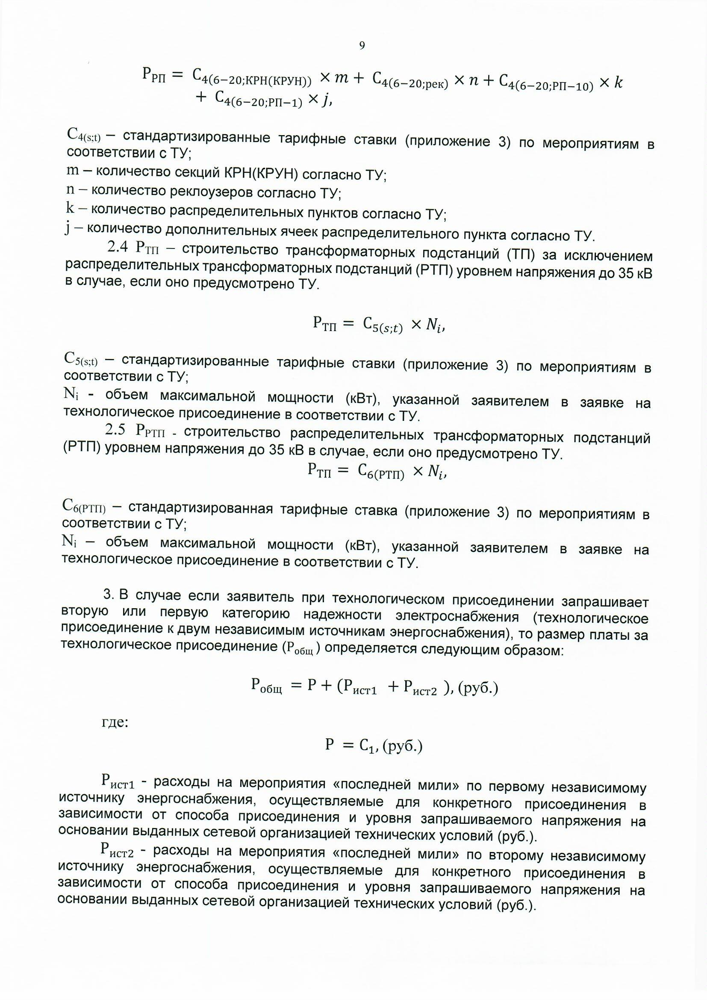 9
Р_РП = С_4(6−20;КРН(КРУН)) × m + С_4(6−20;рек) × n + С_4(6−20;РП−10) × k
+ С_4(6−20;РП−1) × j,
С4(s;t) – стандартизированные тарифные ставки (приложение 3) по мероприятиям в
соответствии с ТУ;
m – количество секций КРН(КРУН) согласно ТУ;
n – количество реклоузеров согласно ТУ;
k – количество распределительных пунктов согласно ТУ;
j – количество дополнительных ячеек распределительного пункта согласно ТУ.
2.4 РТП – строительство трансформаторных подстанций (ТП) за исключением
распределительных трансформаторных подстанций (РТП) уровнем напряжения до 35 кВ
в случае, если оно предусмотрено ТУ.
Р_ТП = С_5(s;t) × N_i,
С5(s;t) – стандартизированные тарифные ставки (приложение 3) по мероприятиям в
соответствии с ТУ;
Ni - объем максимальной мощности (кВт), указанной заявителем в заявке на
технологическое присоединение в соответствии с ТУ.
2.5 РРТП - строительство распределительных трансформаторных подстанций
(РТП) уровнем напряжения до 35 кВ в случае, если оно предусмотрено ТУ.
Р_ТП = С_6(РТП) × N_i,
С6(РТП) – стандартизированная тарифные ставка (приложение 3) по мероприятиям в
соответствии с ТУ;
Ni – объем максимальной мощности (кВт), указанной заявителем в заявке на
технологическое присоединение в соответствии с ТУ.
3. В случае если заявитель при технологическом присоединении запрашивает
вторую или первую категорию надежности электроснабжения (технологическое
присоединение к двум независимым источникам энергоснабжения), то размер платы за
технологическое присоединение (Робщ ) определяется следующим образом:
Р_общ = Р + (Р_ист1 + Р_ист2 ), (руб.)
где:
Р = С_1, (руб.)
Рист1 - расходы на мероприятия «последней мили» по первому независимому
источнику энергоснабжения, осуществляемые для конкретного присоединения в
зависимости от способа присоединения и уровня запрашиваемого напряжения на
основании выданных сетевой организацией технических условий (руб.).
Рист2 - расходы на мероприятия «последней мили» по второму независимому
источнику энергоснабжения, осуществляемые для конкретного присоединения в
зависимости от способа присоединения и уровня запрашиваемого напряжения на
основании выданных сетевой организацией технических условий (руб.).